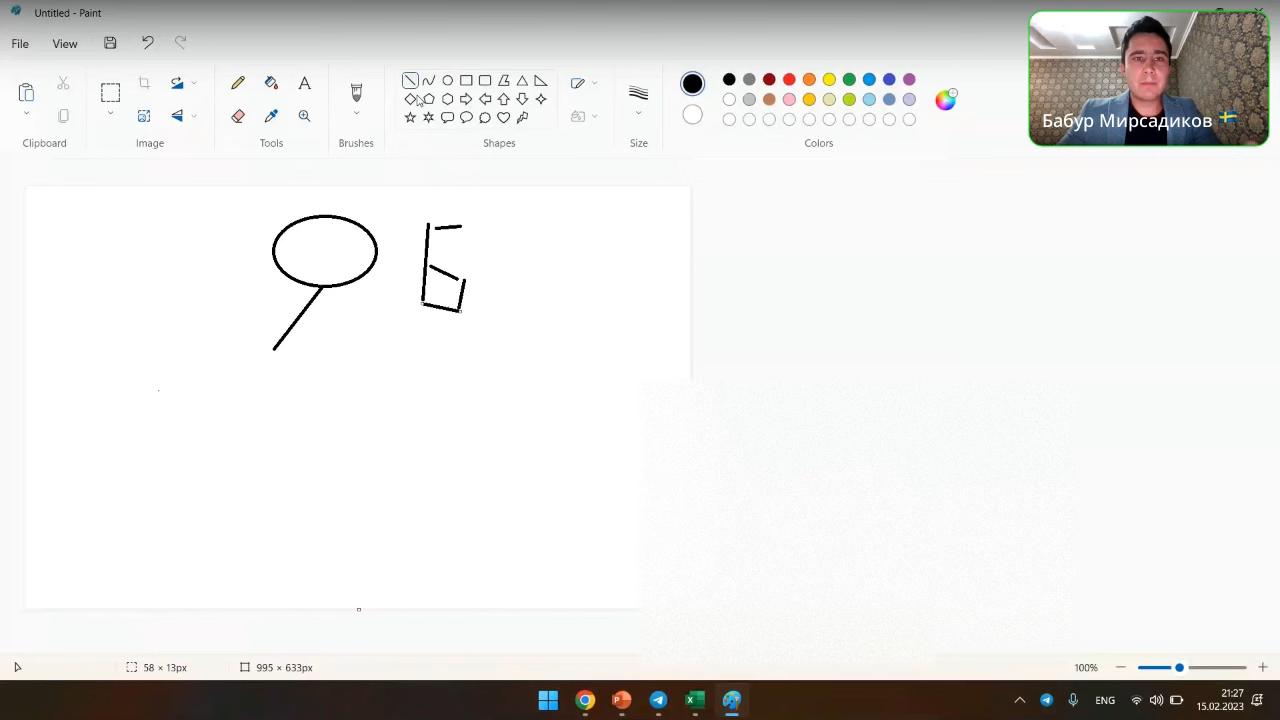 Untitled - Paint
File View
Clipboard Image Tools Brushes Shapes Size Colors
Бабур Мирсадиков
Б
58 × 13px 995 × 633px 100%
ENG 21:27
15.02.2023